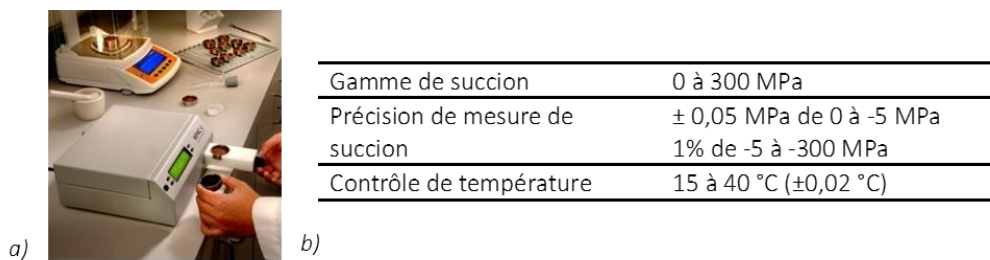 Gamme de succion 0 à 300 MPa
Précision de mesure de succion ± 0,05 MPa de 0 à -5 MPa
1% de -5 à -300 MPa
Contrôle de température 15 à 40 °C (±0,02 °C)
a) b)